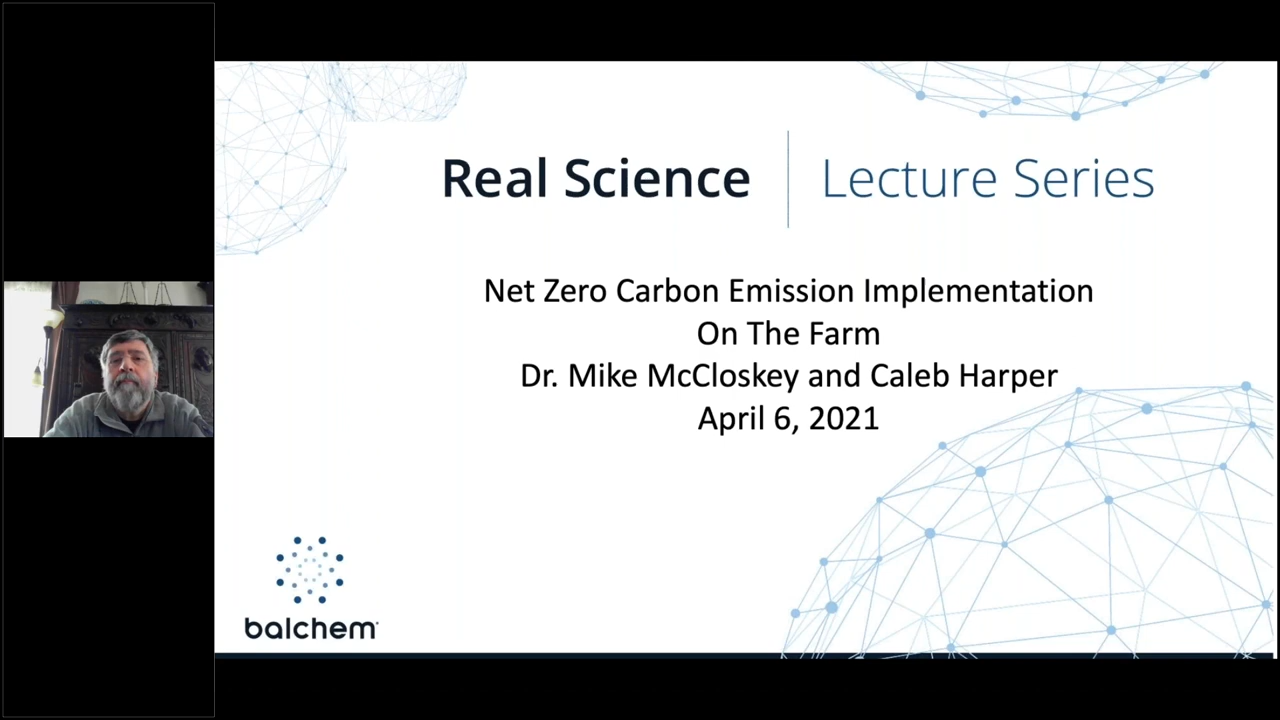 Real Science
Lecture Series
Net Zero Carbon Emission Implementation
On The Farm
Dr. Mike McCloskey and Caleb Harper
April 6, 2021
balchem